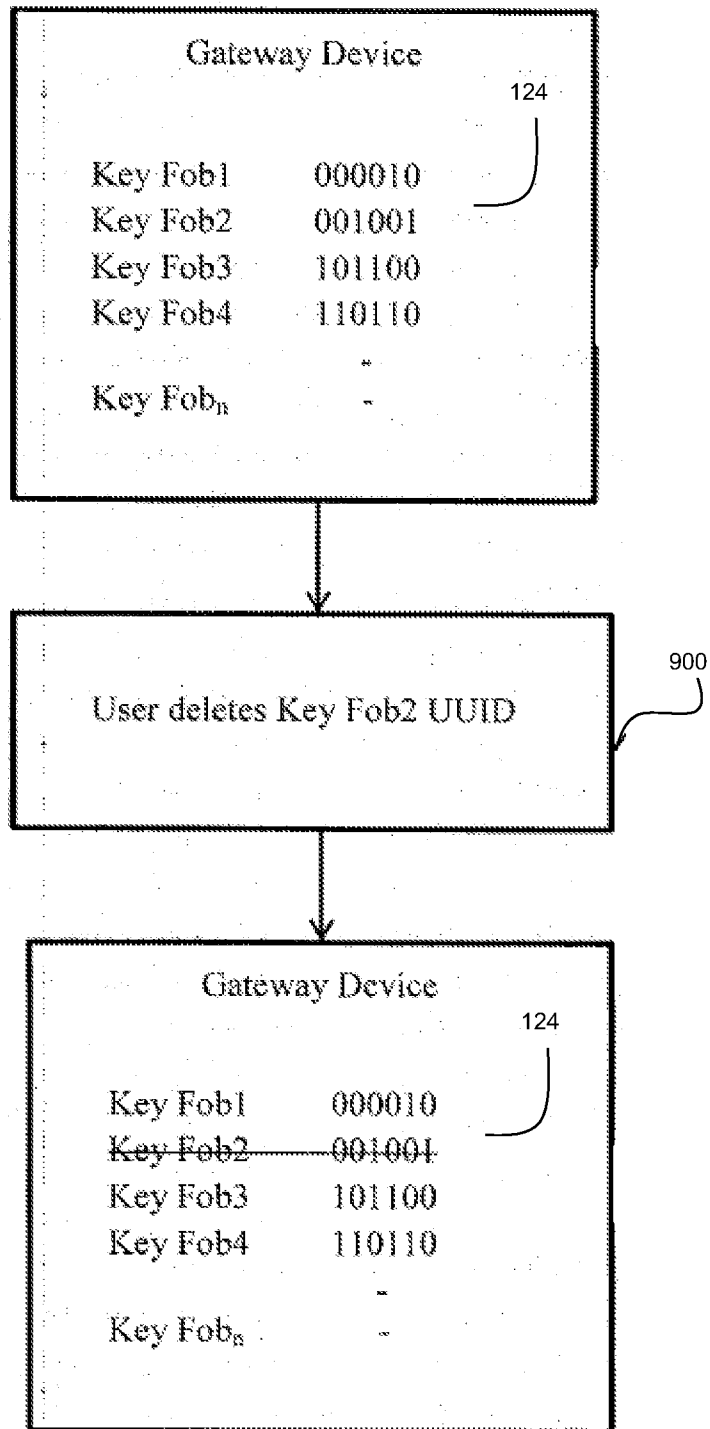 Gateway Device
124
Key Fob1 000010
Key Fob2 001001
Key Fob3 101100
Key Fob4 110110
-
Key Fobn -
User deletes Key Fob2 UUID
900
Gateway Device
124
Key Fob1 000010
Key Fob2 001001
Key Fob3 101100
Key Fob4 110110
-
Key Fobn -